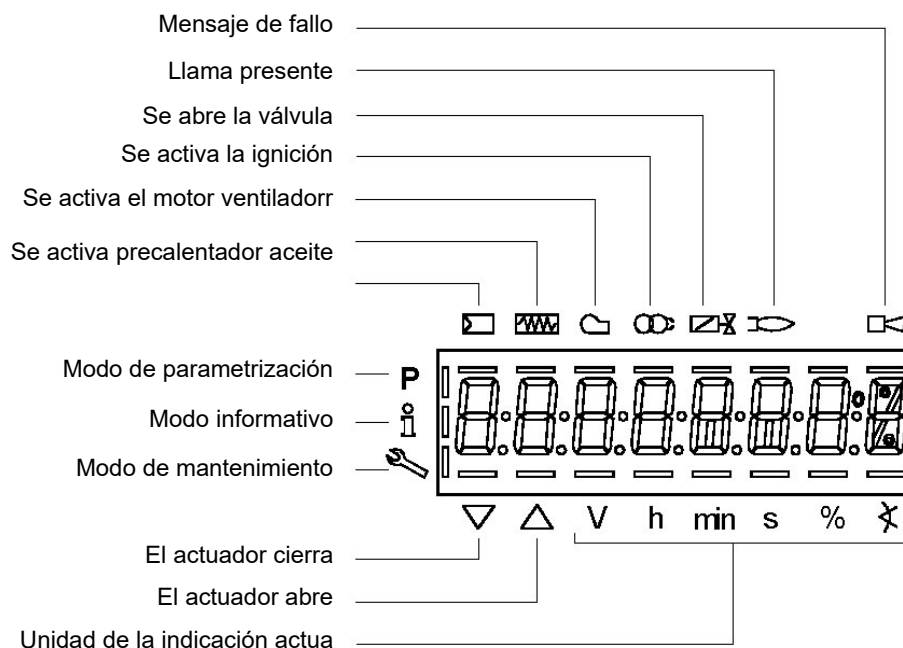 Mensaje de fallo
Llama presente
Se abre la válvula
Se activa la ignición
Se activa el motor ventiladorr
Se activa precalentador aceite
Modo de parametrización
P
Modo informativo
i
Modo de mantenimiento
V h min s %
El actuador cierra
El actuador abre
Unidad de la indicación actua